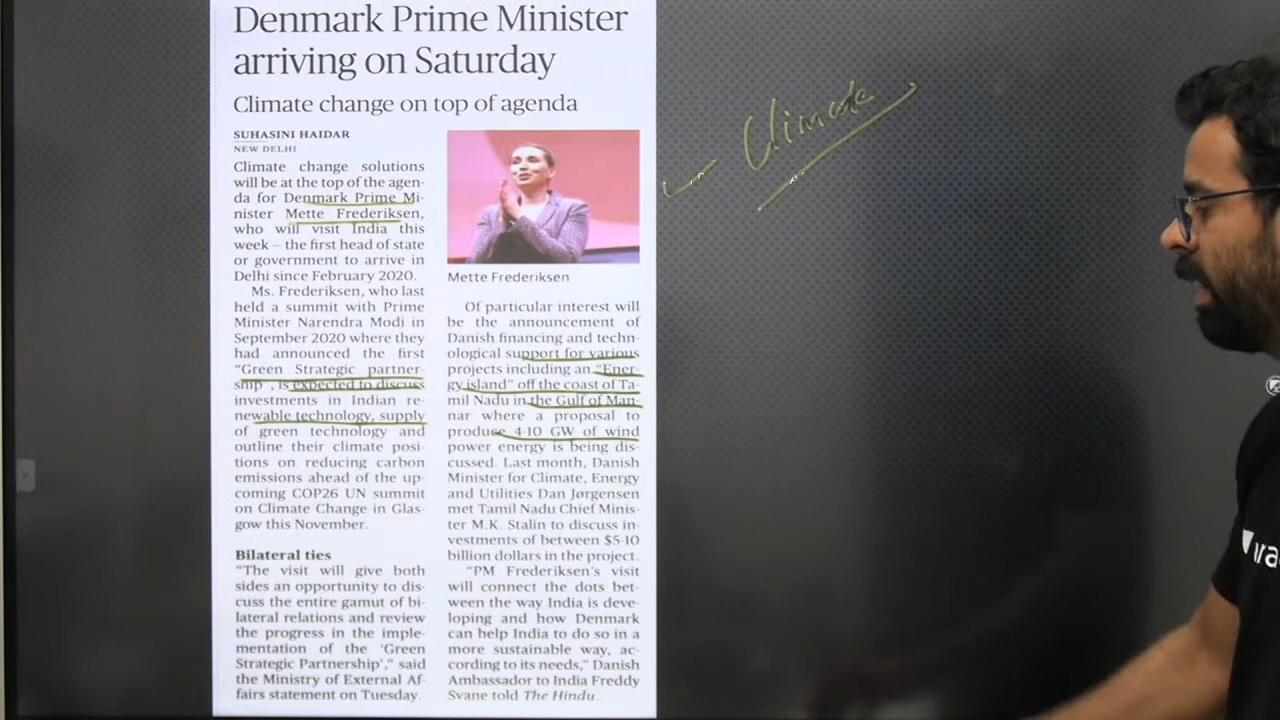 Denmark Prime Minister
arriving on Saturday
Climate change on top of agenda
SUHASINI HAIDAR
NEW DELHI
Climate change solutions
will be at the top of the agen-
da for Denmark Prime Mi-
nister Mette Frederiksen,
who will visit India this
week – the first head of state
or government to arrive in
Delhi since February 2020.
Ms. Frederiksen, who last
held a summit with Prime
Minister Narendra Modi in
September 2020 where they
had announced the first
“Green Strategic partner-
ship”, is expected to discuss
investments in Indian re-
newable technology, supply
of green technology and
outline their climate posi-
tions on reducing carbon
emissions ahead of the up-
coming COP26 UN summit
on Climate Change in Glas-
gow this November.
Bilateral ties
“The visit will give both
sides an opportunity to dis-
cuss the entire gamut of bi-
lateral relations and review
the progress in the imple-
mentation of the ‘Green
Strategic Partnership’,” said
the Ministry of External Af-
fairs statement on Tuesday.
Mette Frederiksen
Of particular interest will
be the announcement of
Danish financing and techn-
ological support for various
projects including an “Ener-
gy island” off the coast of Ta-
mil Nadu in the Gulf of Man-
nar where a proposal to
produce 4-10 GW of wind
power energy is being dis-
cussed. Last month, Danish
Minister for Climate, Energy
and Utilities Dan Jørgensen
met Tamil Nadu Chief Minis-
ter M.K. Stalin to discuss in-
vestments of between $5-10
billion dollars in the project.
“PM Frederiksen’s visit
will connect the dots bet-
ween the way India is deve-
loping and how Denmark
can help India to do so in a
more sustainable way, ac-
cording to its needs,” Danish
Ambassador to India Freddy
Svane told The Hindu.
Climate